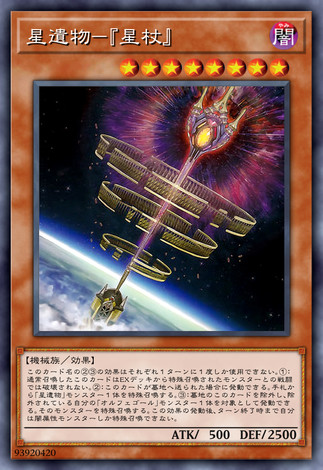 星遺物－『星杖』
闇
やみ
【機械族／効果】
このカード名の②③の効果はそれぞれ１ターンに１度しか使用できない。①：
通常召喚したこのカードはEXデッキから特殊召喚されたモンスターとの戦闘
では破壊されない。②：このカードが墓地へ送られた場合に発動できる。手札か
ら「星遺物」モンスター１体を特殊召喚する。③：墓地のこのカードを除外し、除
外されている自分の「オルフェゴール」モンスター１体を対象として発動でき
る。そのモンスターを特殊召喚する。この効果の発動後、ターン終了時まで自分
は闇属性モンスターしか特殊召喚できない。
ATK/ 500 DEF/2500
93920420